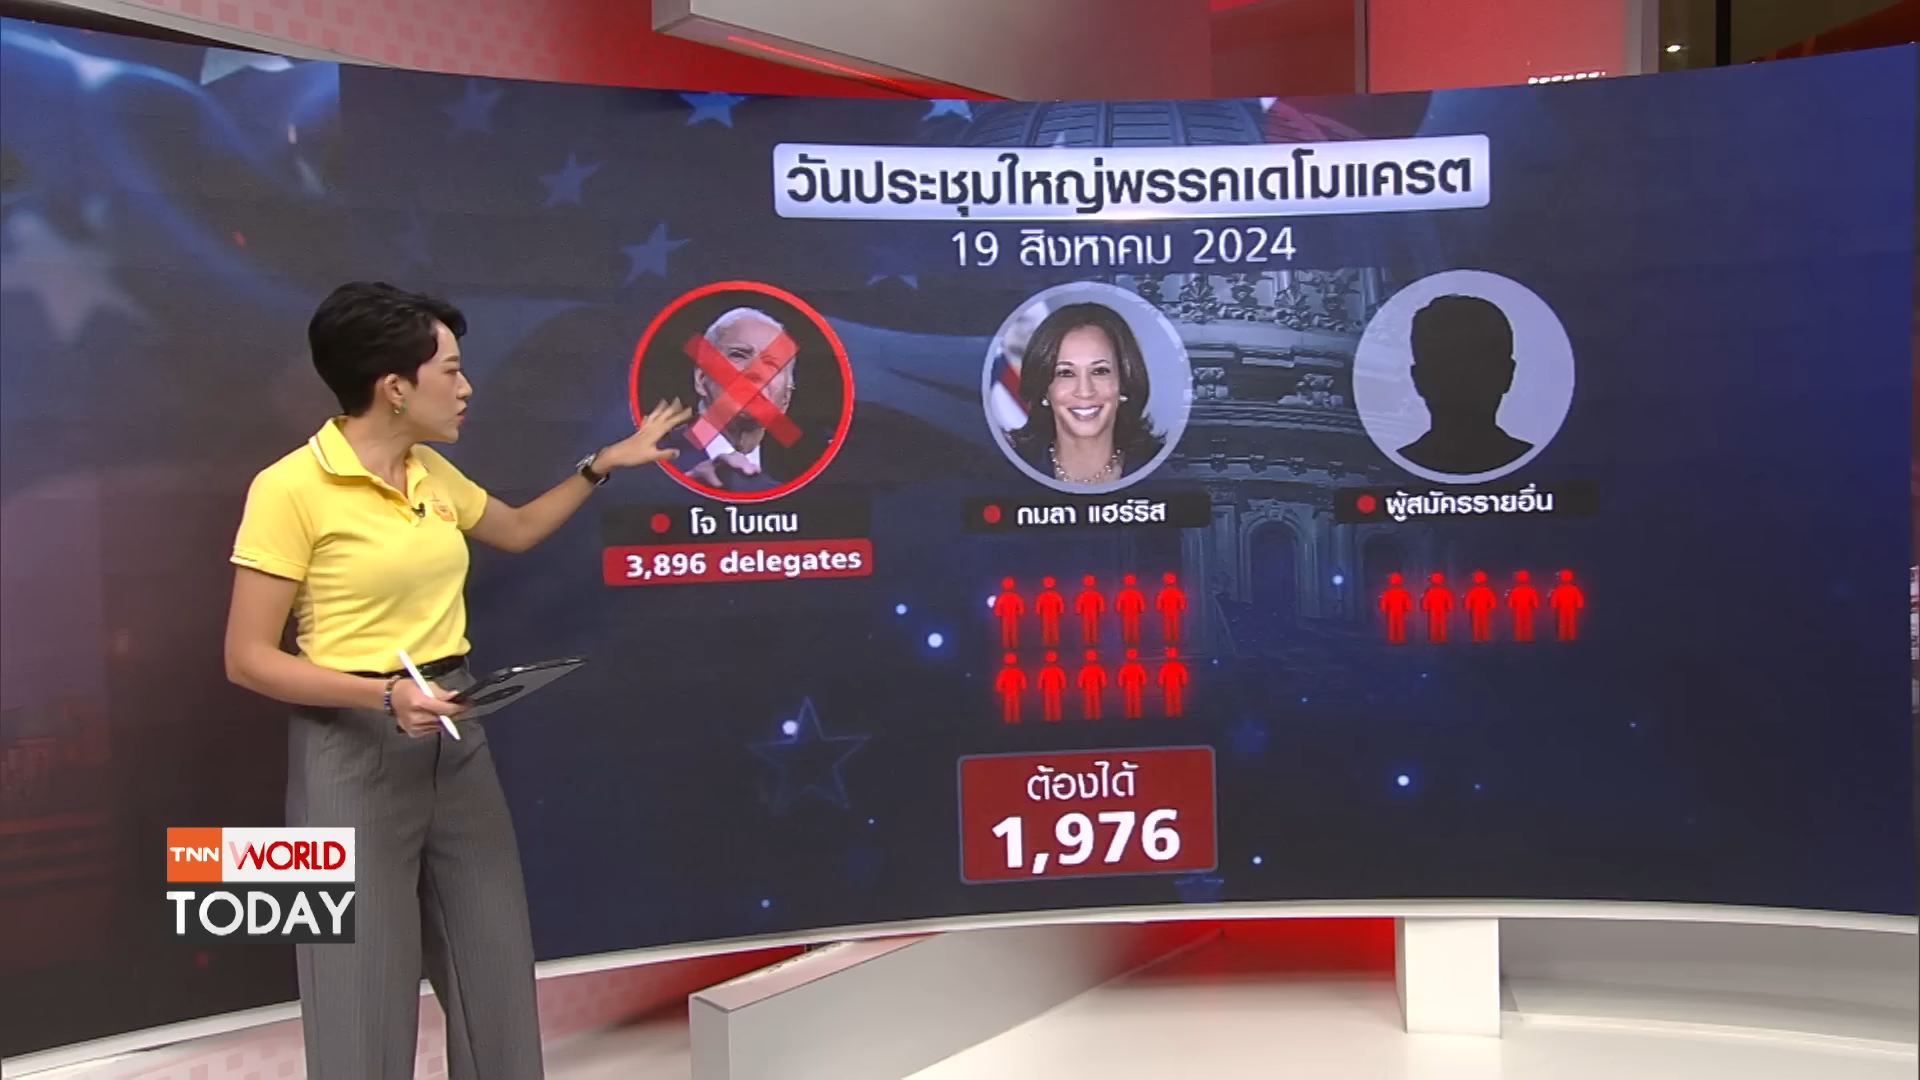 วันประชุมใหญ่พรรคเดโมแครต
19 สิงหาคม 2024
โจ ไบเดน
3,896 delegates
กมลา แฮร์ริส
ผู้สมัครรายอื่น
ต้องได้
1,976
TNN WORLD
TODAY